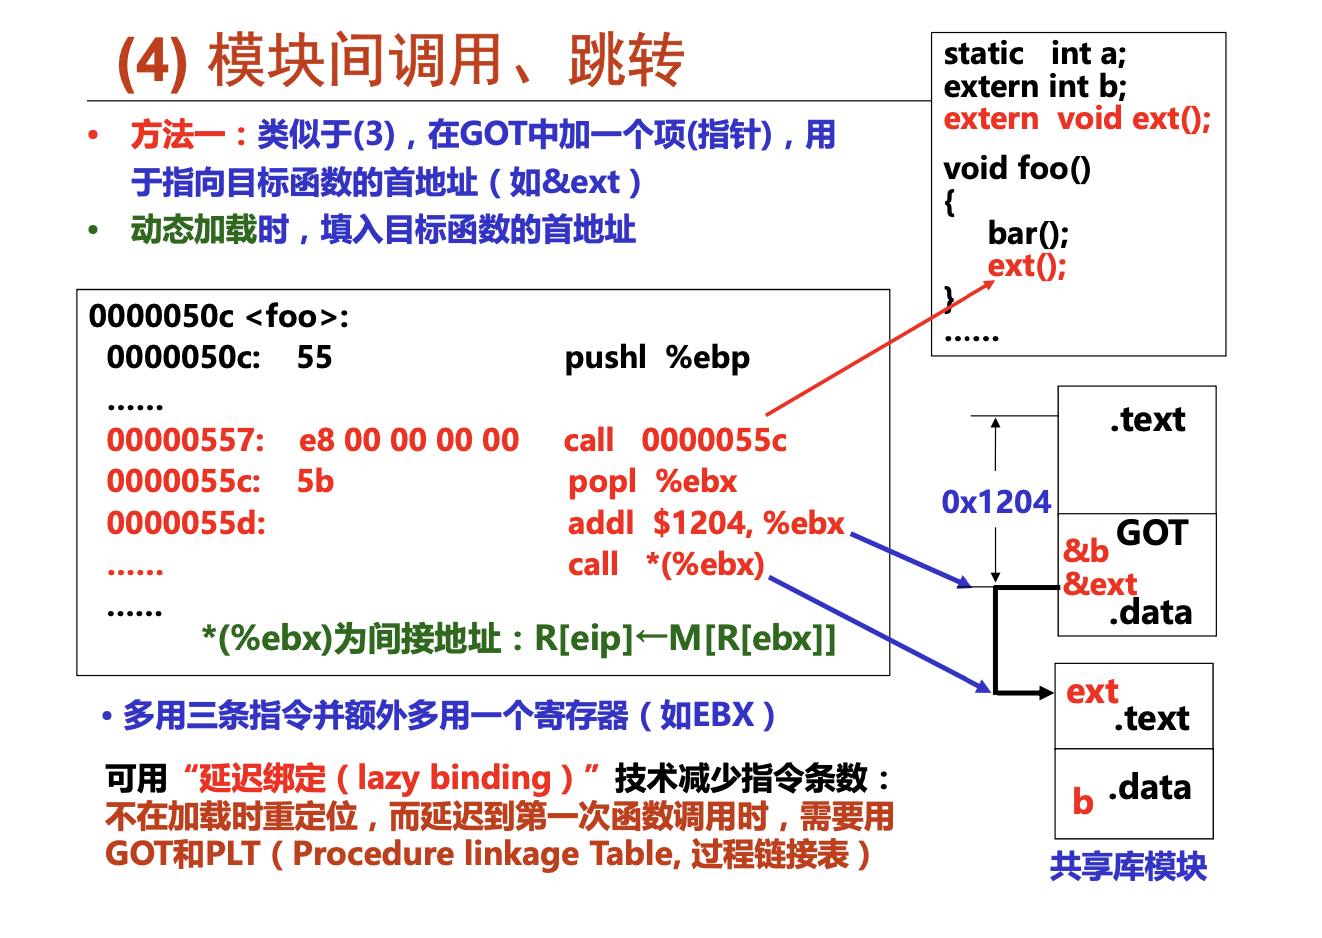 (4) 模块间调用、跳转
• 方法一：类似于(3)，在GOT中加一个项(指针)，用
于指向目标函数的首地址（如&ext）
• 动态加载时，填入目标函数的首地址
static int a;
extern int b;
extern void ext();
void foo()
{
bar();
ext();
}
……
0000050c <foo>:
0000050c: 55 pushl %ebp
……
00000557: e8 00 00 00 00 call 0000055c
0000055c: 5b popl %ebx
0000055d: addl $1204, %ebx
…… call *(%ebx)
……
*(%ebx)为间接地址：R[eip]←M[R[ebx]]
.text
0x1204
GOT
&b
&ext
.data
ext
.text
b .data
共享库模块
• 多用三条指令并额外多用一个寄存器（如EBX）
可用“延迟绑定（lazy binding）”技术减少指令条数：
不在加载时重定位，而延迟到第一次函数调用时，需要用
GOT和PLT（Procedure linkage Table, 过程链接表）